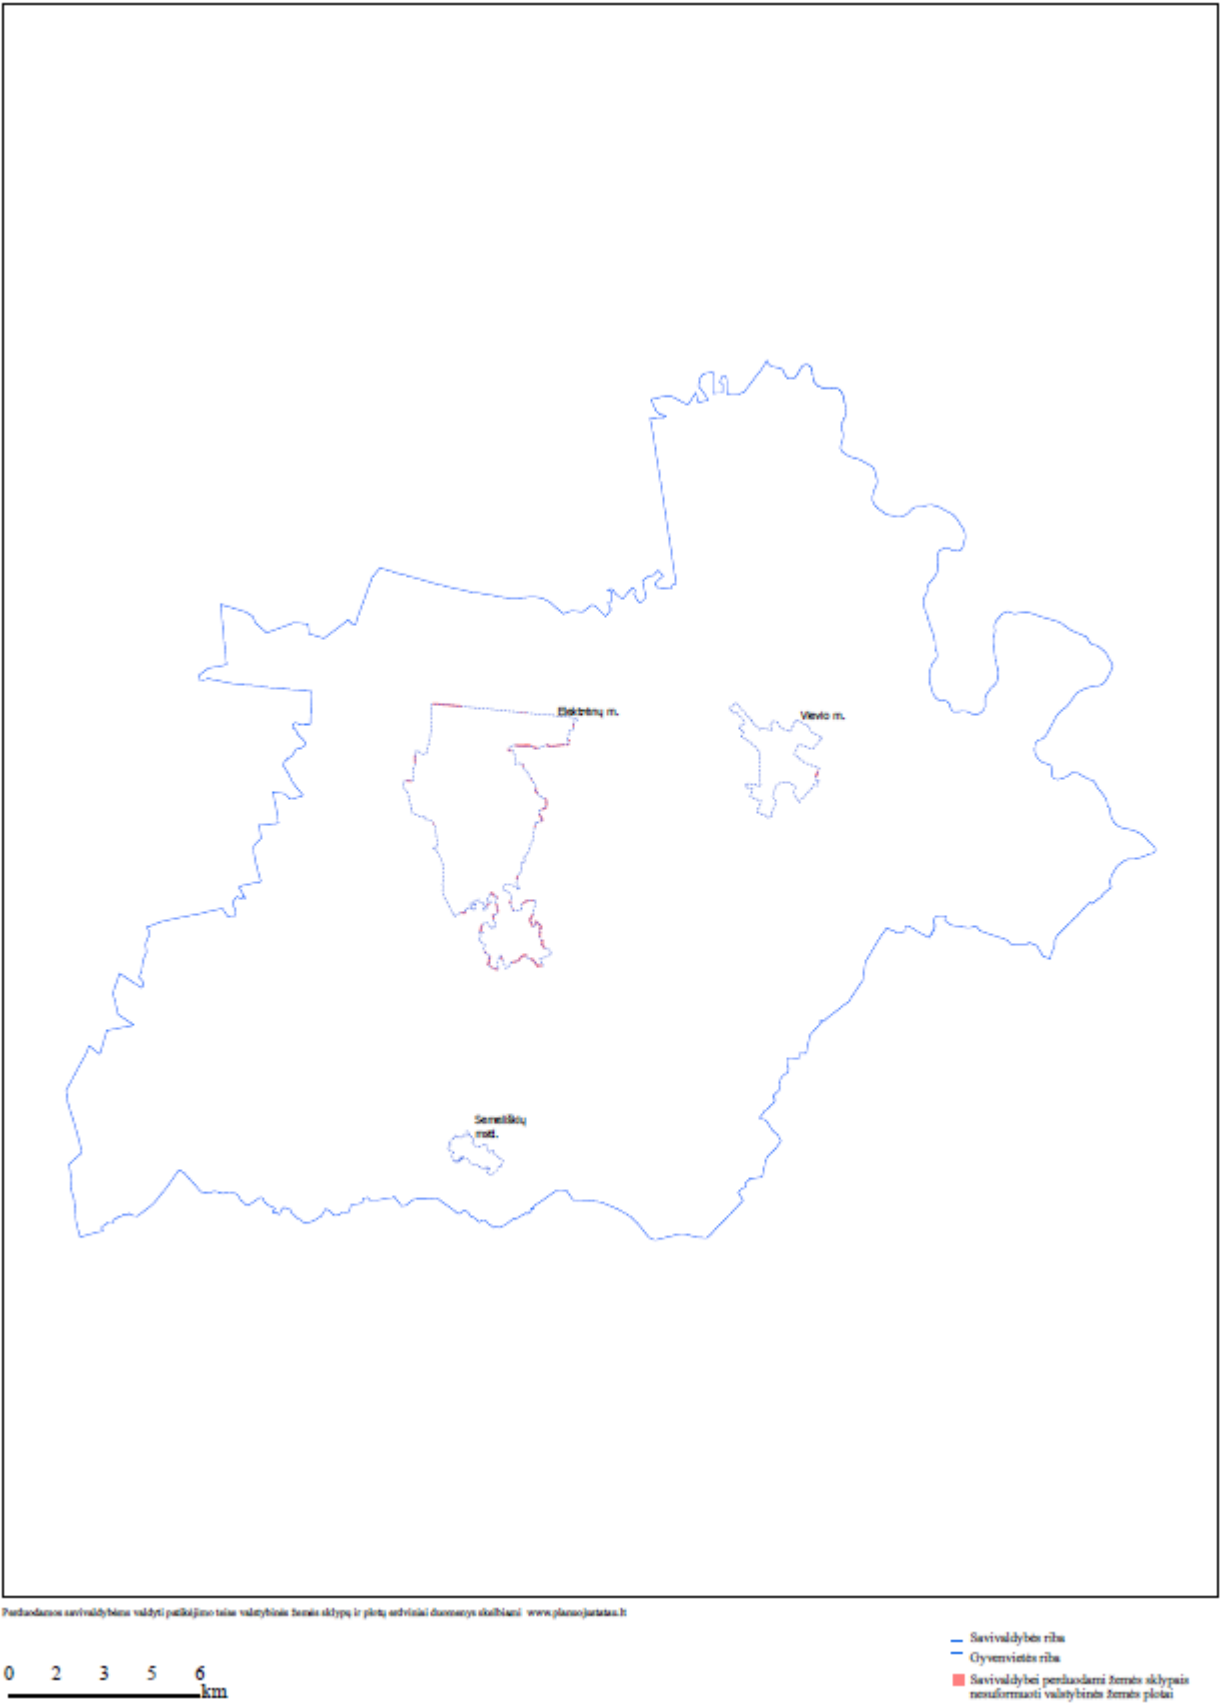 Elektrėnų m.
Vievio m.
Semeliškių
mstl.
Perduodamos savivaldybėms valdyti patikėjimo teise valstybinės žemės sklypų ir plotų erdviniai duomenys skelbiami www.planuojustatau.lt
0 2 3 5 6
km
Savivaldybės riba
Gyvenvietės riba
Savivaldybei perduodami žemės sklypais
nesuformuoti valstybinės žemės plotai